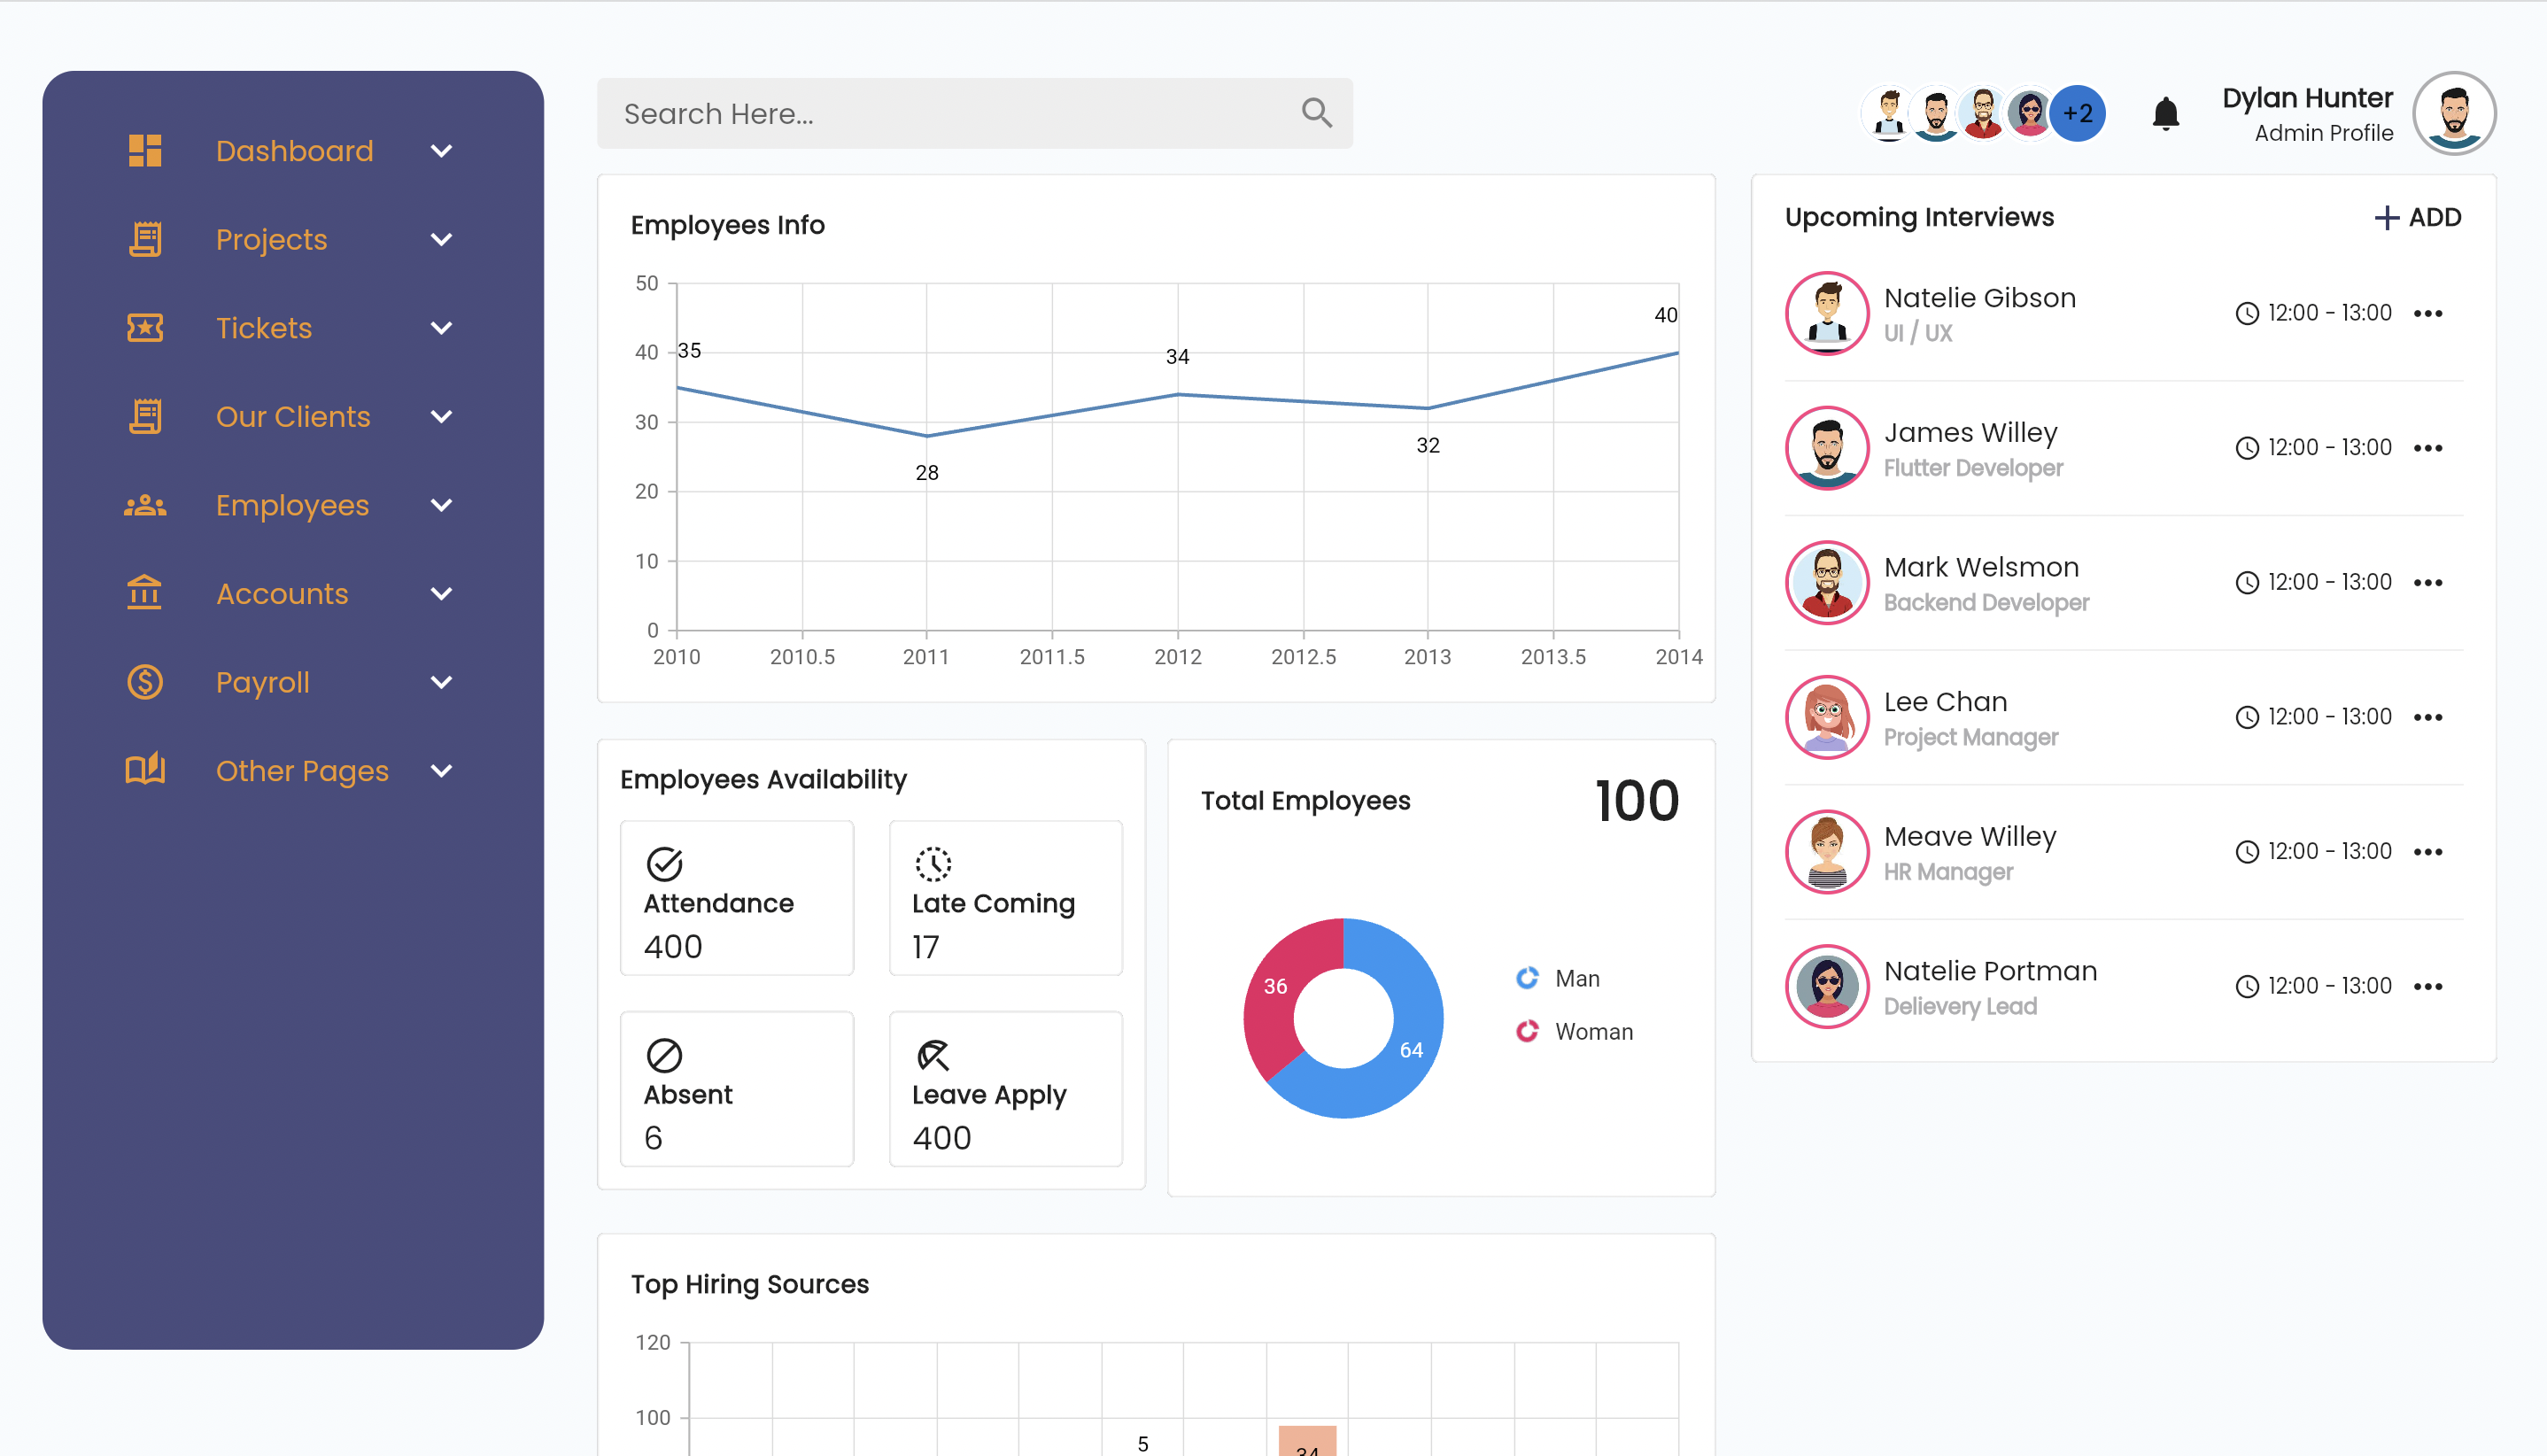 Dashboard
Projects
Tickets
Our Clients
Employees
Accounts
Payroll
Other Pages
Search Here...
+2
Dylan Hunter
Admin Profile
Employees Info
50
40
30
20
10
0
35
28
34
32
40
2010 2010.5 2011 2011.5 2012 2012.5 2013 2013.5 2014
Employees Availability
Attendance
400
Late Coming
17
Absent
6
Leave Apply
400
Total Employees 100
36
64
Man
Woman
Top Hiring Sources
120
100
5
34
Upcoming Interviews
ADD
Natelie Gibson
UI / UX
12:00 - 13:00
James Willey
Flutter Developer
12:00 - 13:00
Mark Welsmon
Backend Developer
12:00 - 13:00
Lee Chan
Project Manager
12:00 - 13:00
Meave Willey
HR Manager
12:00 - 13:00
Natelie Portman
Delievery Lead
12:00 - 13:00